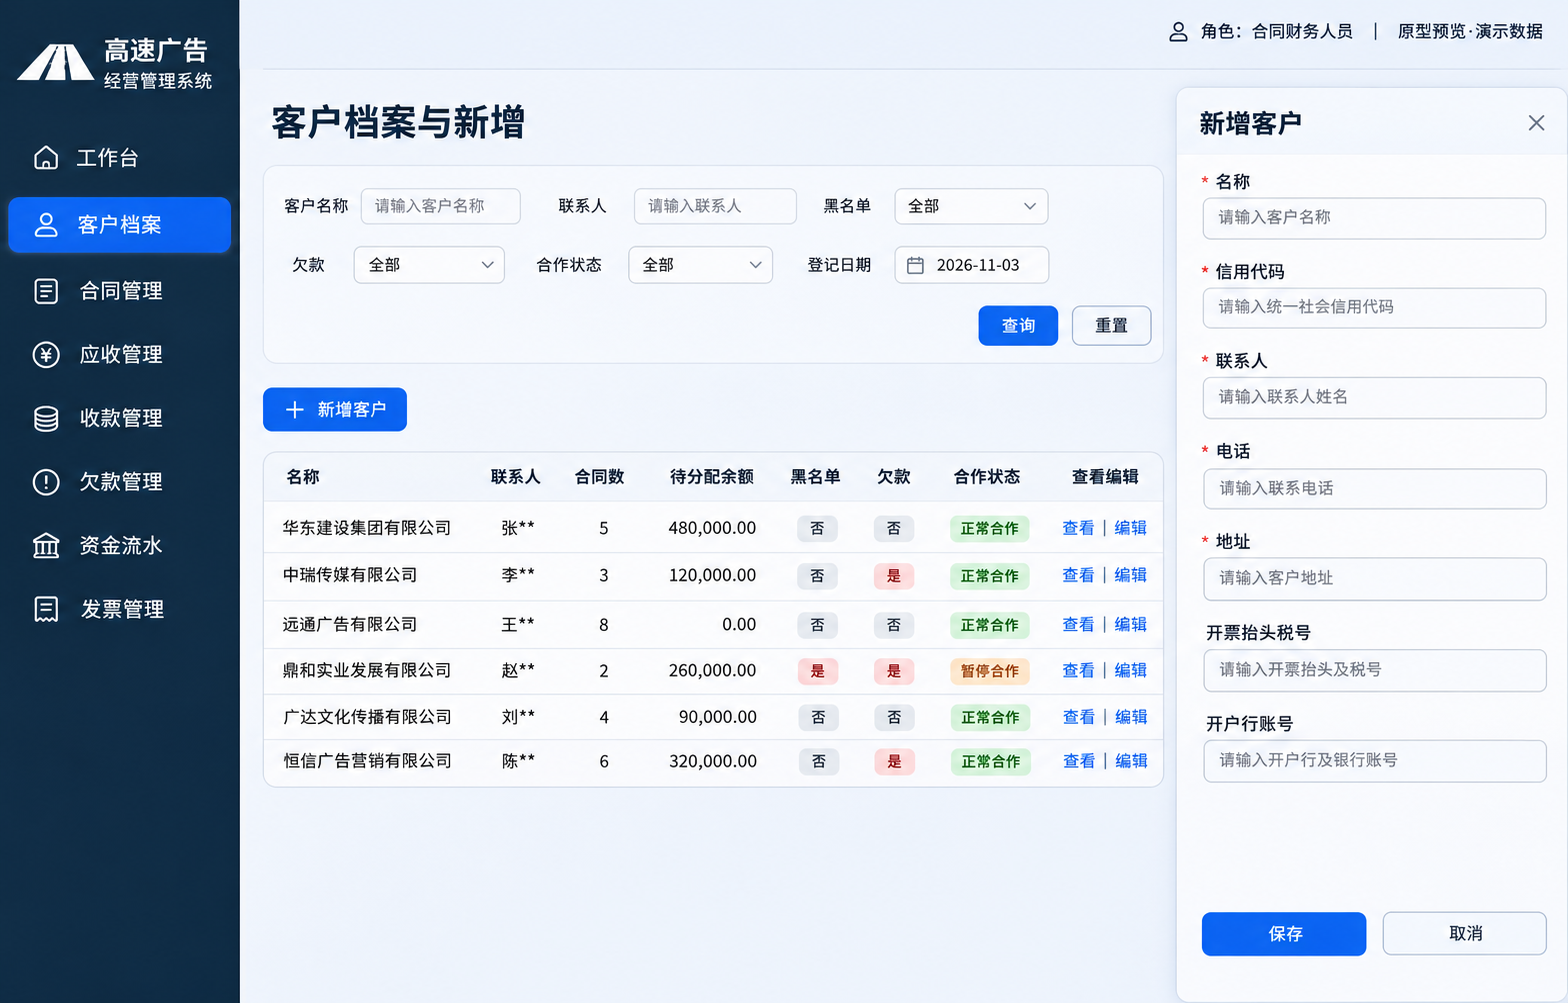 高速广告
经营管理系统
工作台
客户档案
合同管理
应收管理
收款管理
欠款管理
资金流水
发票管理
角色：合同财务人员 | 原型预览·演示数据
客户档案与新增
客户名称 请输入客户名称 联系人 请输入联系人 黑名单 全部
欠款 全部 合作状态 全部 登记日期 2026-11-03
查询 重置
新增客户
名称 联系人 合同数 待分配余额 黑名单 欠款 合作状态 查看编辑
华东建设集团有限公司 张** 5 480,000.00 否 否 正常合作 查看 | 编辑
中瑞传媒有限公司 李** 3 120,000.00 否 是 正常合作 查看 | 编辑
远通广告有限公司 王** 8 0.00 否 否 正常合作 查看 | 编辑
鼎和实业发展有限公司 赵** 2 260,000.00 是 是 暂停合作 查看 | 编辑
广达文化传播有限公司 刘** 4 90,000.00 否 否 正常合作 查看 | 编辑
恒信广告营销有限公司 陈** 6 320,000.00 否 是 正常合作 查看 | 编辑
新增客户
* 名称
请输入客户名称
* 信用代码
请输入统一社会信用代码
* 联系人
请输入联系人姓名
* 电话
请输入联系电话
* 地址
请输入客户地址
开票抬头税号
请输入开票抬头及税号
开户行账号
请输入开户行及银行账号
保存 取消